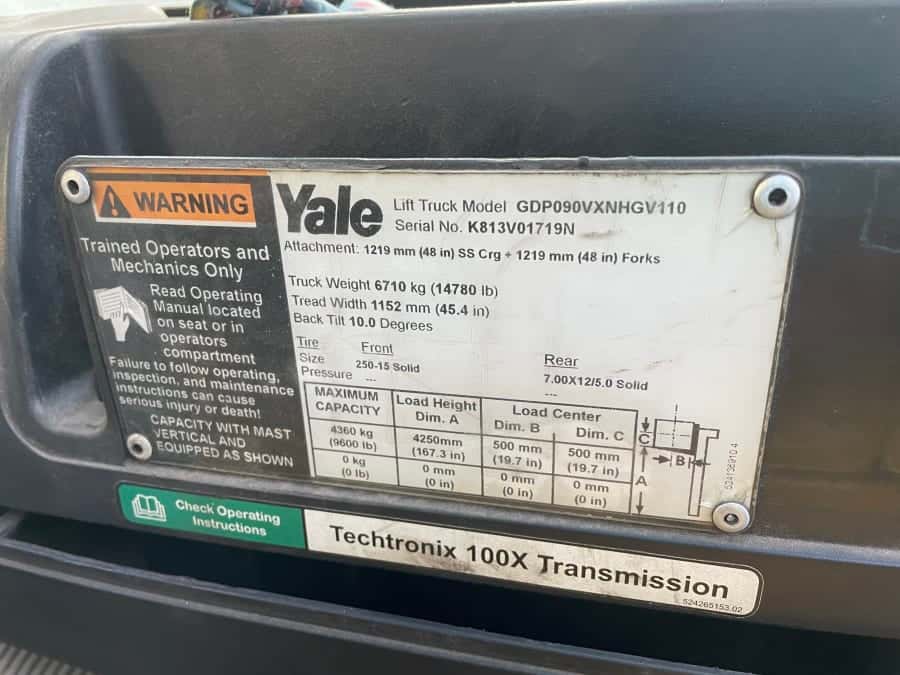 WARNING
Trained Operators and
Mechanics Only
Read Operating
Manual located
on seat or in
operators
compartment
Failure to follow operating,
inspection, and maintenance
instructions can cause
serious injury or death!
CAPACITY WITH MAST
VERTICAL AND
EQUIPPED AS SHOWN
Yale Lift Truck Model GDP090VXNHGV110
Serial No. K813V01719N
Attachment: 1219 mm (48 in) SS Crg + 1219 mm (48 in) Forks
Truck Weight 6710 kg (14780 lb)
Tread Width 1152 mm (45.4 in)
Back Tilt 10.0 Degrees
Tire Front Rear
Size 250-15 Solid 7.00X12/5.0 Solid
Pressure --- ---
MAXIMUM CAPACITY Load Height Dim. A Load Center Dim. B Dim. C
4360 kg 4250mm 500 mm 500 mm
(9600 lb) (167.3 in) (19.7 in) (19.7 in)
0 kg 0 mm 0 mm 0 mm
(0 lb) (0 in) (0 in) (0 in)
C
B
A
524138910 4
Check Operating
Instructions
Techtronix 100X Transmission
524265153.02